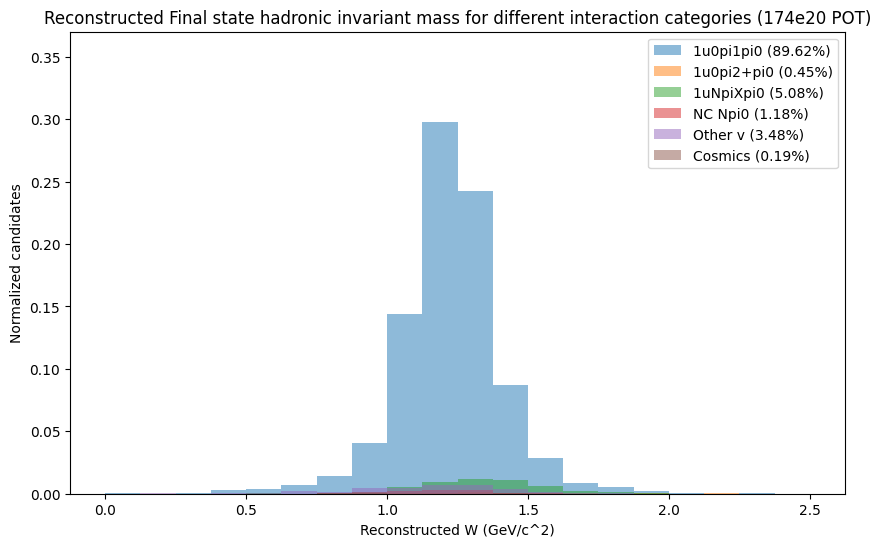 Reconstructed Final state hadronic invariant mass for different interaction categories (174e20 POT)
0.35
0.30
0.25
0.20
0.15
0.10
0.05
0.00
Normalized candidates
1u0pi1pi0 (89.62%)
1u0pi2+pi0 (0.45%)
1uNpiXpi0 (5.08%)
NC Npi0 (1.18%)
Other v (3.48%)
Cosmics (0.19%)
0.0 0.5 1.0 1.5 2.0 2.5
Reconstructed W (GeV/c^2)